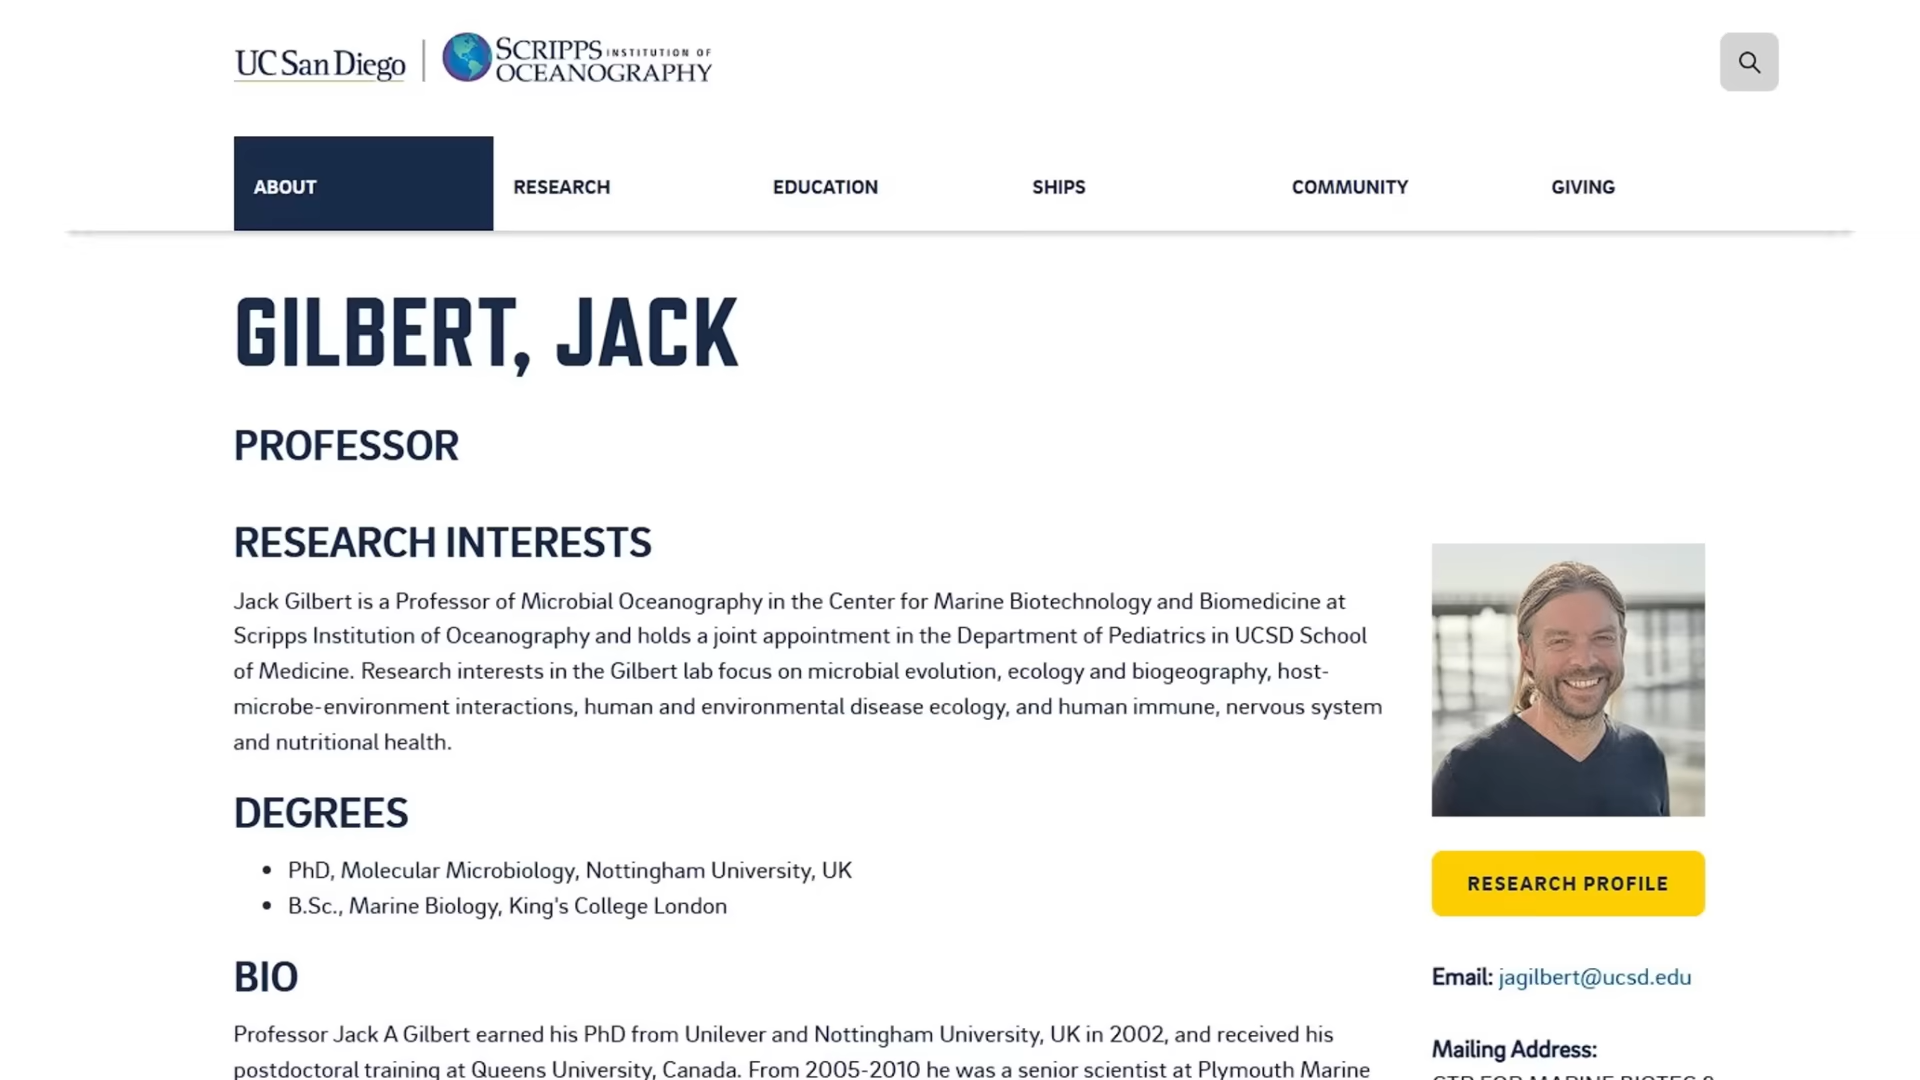 UC San Diego
SCRIPPS INSTITUTION OF
OCEANOGRAPHY
ABOUT
RESEARCH
EDUCATION
SHIPS
COMMUNITY
GIVING
GILBERT, JACK
PROFESSOR
RESEARCH INTERESTS
Jack Gilbert is a Professor of Microbial Oceanography in the Center for Marine Biotechnology and Biomedicine at
Scripps Institution of Oceanography and holds a joint appointment in the Department of Pediatrics in UCSD School
of Medicine. Research interests in the Gilbert lab focus on microbial evolution, ecology and biogeography, host-
microbe-environment interactions, human and environmental disease ecology, and human immune, nervous system
and nutritional health.
DEGREES
• PhD, Molecular Microbiology, Nottingham University, UK
• B.Sc., Marine Biology, King's College London
BIO
Professor Jack A Gilbert earned his PhD from Unilever and Nottingham University, UK in 2002, and received his
postdoctoral training at Queens University, Canada. From 2005-2010 he was a senior scientist at Plymouth Marine
RESEARCH PROFILE
Email: jagilbert@ucsd.edu
Mailing Address: